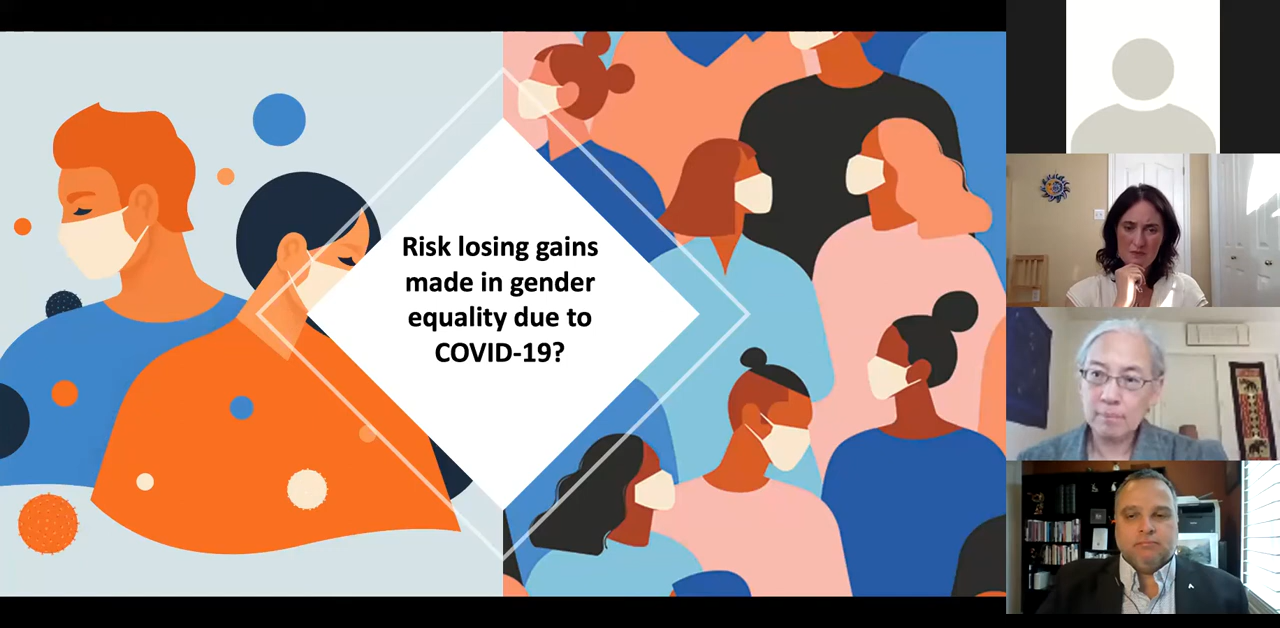 Risk losing gains
made in gender
equality due to
COVID-19?